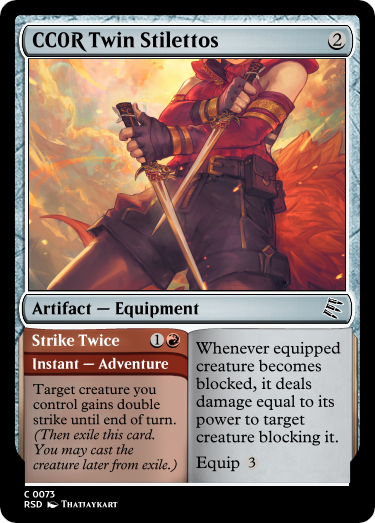 CCOR Twin Stilettos 2
Artifact — Equipment
Strike Twice 1
Instant — Adventure
Target creature you
control gains double
strike until end of turn.
(Then exile this card.
You may cast the
creature later from exile.)
Whenever equipped
creature becomes
blocked, it deals
damage equal to its
power to target
creature blocking it.
Equip 3
C 0073
RSD THATJAYKART